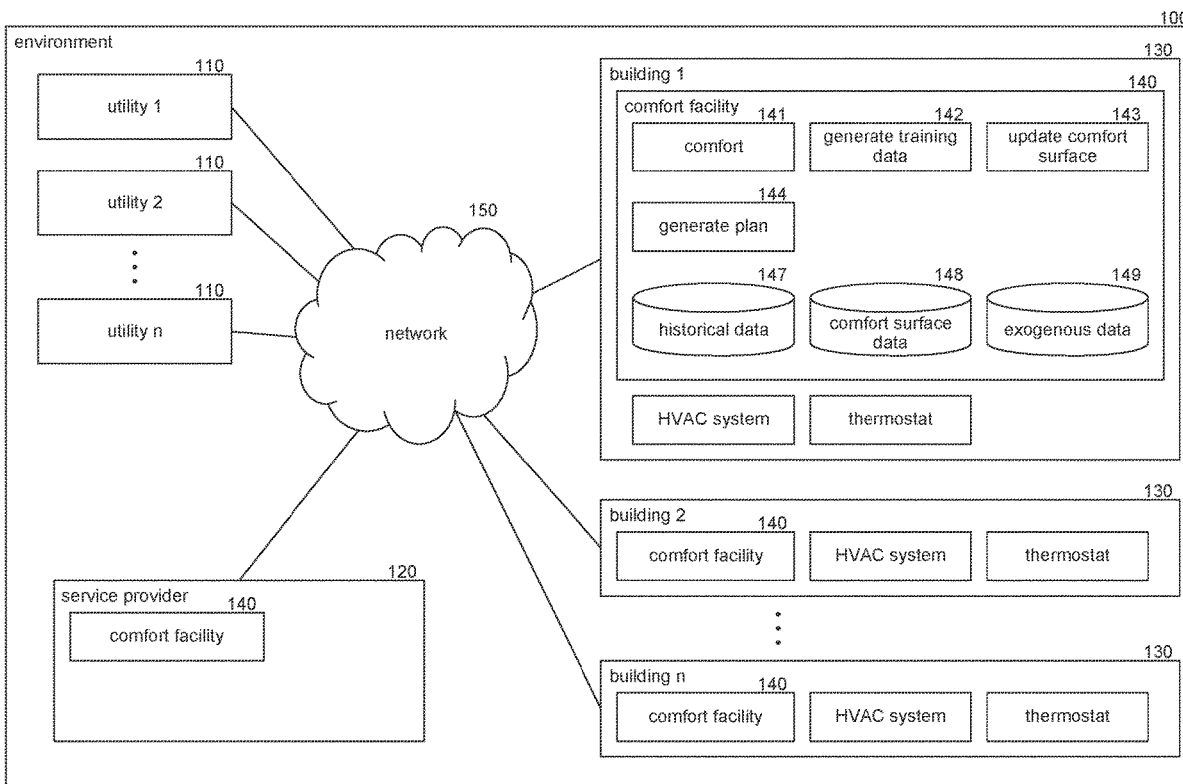 100
environment
110
utility 1
110
utility 2
110
utility n
150
network
120
service provider
140
comfort facility
130
building 1
140
comfort facility
141
comfort
142
generate training
data
143
update comfort
surface
144
generate plan
147
historical data
148
comfort surface
data
149
exogenous data
HVAC system
thermostat
130
building 2
140
comfort facility
HVAC system
thermostat
130
building n
140
comfort facility
HVAC system
thermostat